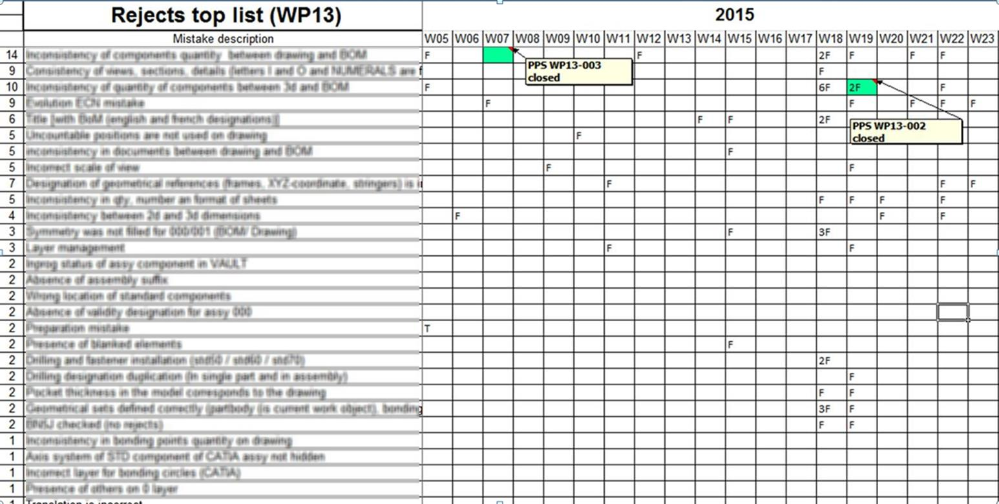 Rejects top list (WP13) 2015
Mistake description W05 W06 W07 W08 W09 W10 W11 W12 W13 W14 W15 W16 W17 W18 W19 W20 W21 W22 W23
14 Inconsistency of components quantity between drawing and BOM F F 2F F F F
PPS WP13-003
closed
9 Consistency of views, sections, details (letters I and O and NUMERALS are f F
10 Inconsistency of quantity of components between 3d and BOM F 6F 2F F
9 Evolution ECN mistake F F F F F
6 Title [with BoM (english and french designations)] F F 2F
PPS WP13-002
closed
5 Uncountable positions are not used on drawing F
5 inconsistency in documents between drawing and BOM F
5 Incorrect scale of view F F
7 Designation of geometrical references (frames, XYZ-coordinate, stringers) is i F F F
5 Inconsistency in qty, number an format of sheets F F F F
4 Inconsistency between 2d and 3d dimensions F F F
3 Symmetry was not filled for 000/001 (BOM/ Drawing) F 3F
3 Layer management F F
2 Inprog status of assy component in VAULT
2 Absence of assembly suffix
2 Wrong location of standard components
2 Absence of validity designation for assy 000
2 Preparation mistake T
2 Presence of blanked elements F
2 Drilling and fastener installation (std50 / std60 / std70) 2F
2 Drilling designation duplication (In single part and in assembly) F
2 Pocket thickness in the model corresponds to the drawing F F
2 Geometrical sets defined correctly (partbody (is current work object), bonding 3F F
2 checked (no rejects) F F
1 Inconsistency in bonding points quantity on drawing
1 Axis system of STD component of CATIA assy not hidden
1 Incorrect layer for bonding circles (CATIA)
1 Presence of others on 0 layer
1 Translation is incorrect